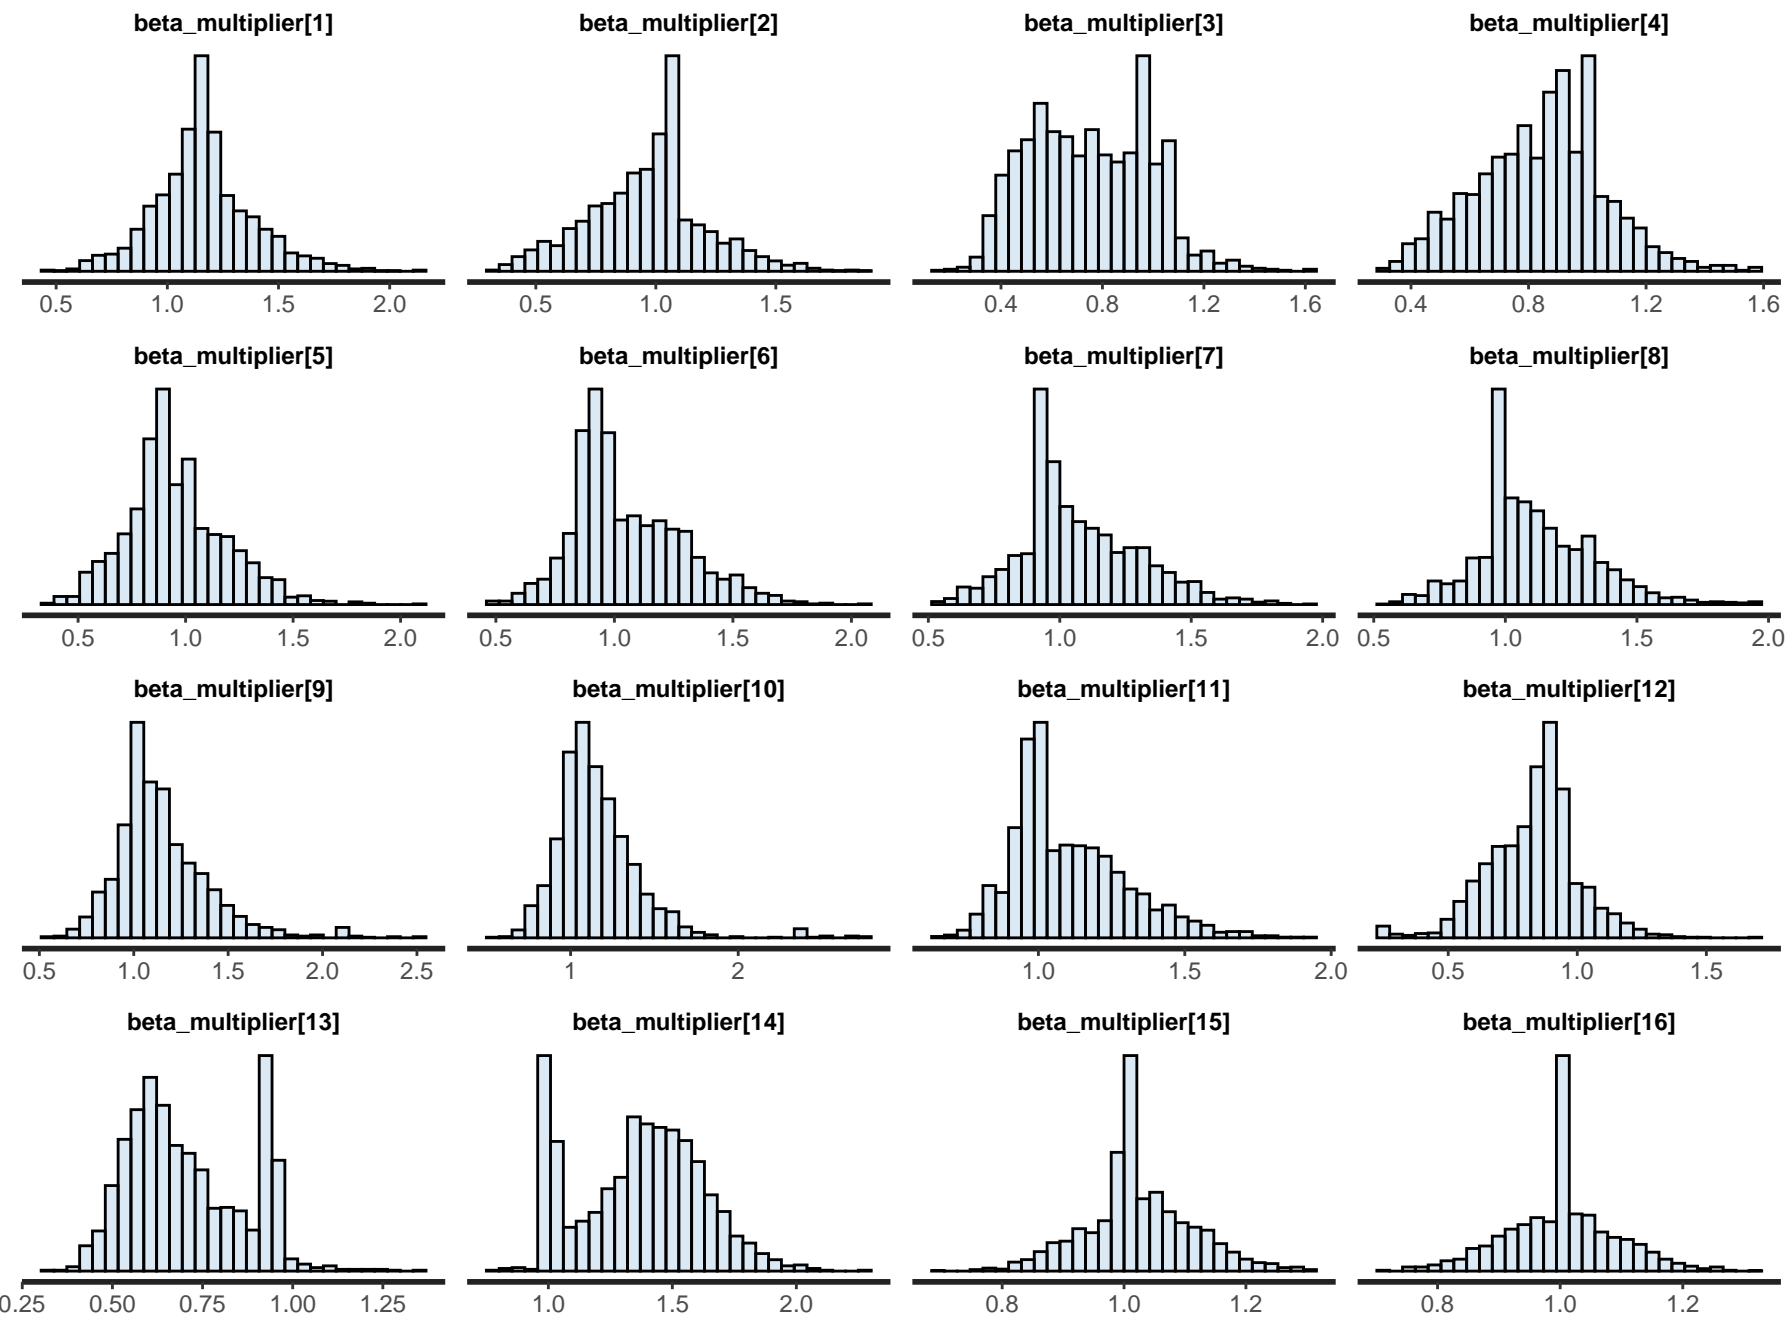 beta_multiplier[1] beta_multiplier[2] beta_multiplier[3] beta_multiplier[4]
0.5 1.0 1.5 2.0 0.5 1.0 1.5 0.4 0.8 1.2 1.6 0.4 0.8 1.2 1.6
beta_multiplier[5] beta_multiplier[6] beta_multiplier[7] beta_multiplier[8]
0.5 1.0 1.5 2.0 0.5 1.0 1.5 2.0 0.5 1.0 1.5 2.0 0.5 1.0 1.5 2.0
beta_multiplier[9] beta_multiplier[10] beta_multiplier[11] beta_multiplier[12]
0.5 1.0 1.5 2.0 2.5 1 2 1.0 1.5 2.0 0.5 1.0 1.5
beta_multiplier[13] beta_multiplier[14] beta_multiplier[15] beta_multiplier[16]
0.25 0.50 0.75 1.00 1.25 1.0 1.5 2.0 0.8 1.0 1.2 0.8 1.0 1.2